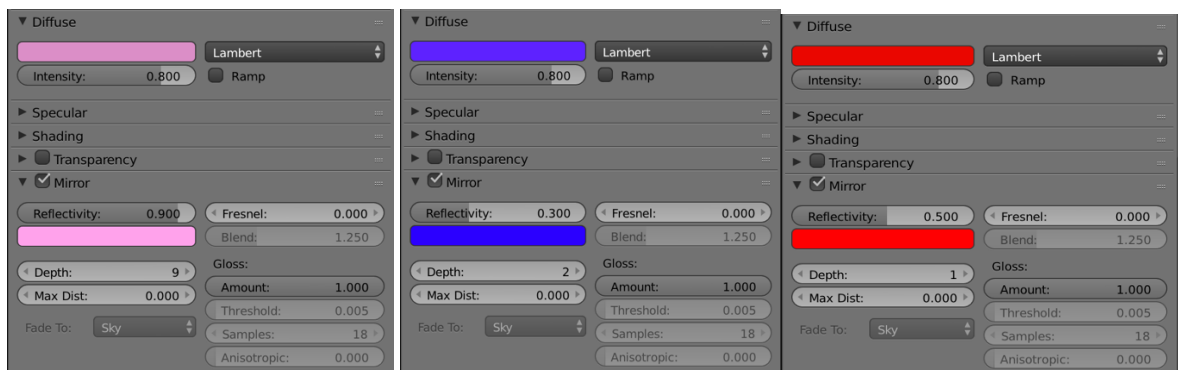 Diffuse
Lambert
Intensity: 0.800 Ramp
Specular
Shading
Transparency
Mirror
Reflectivity: 0.900 Fresnel: 0.000
Blend: 1.250
Depth: 9 Gloss:
Amount: 1.000
Max Dist: 0.000 Threshold: 0.005
Fade To: Sky Samples: 18
Anisotropic: 0.000
Diffuse
Lambert
Intensity: 0.800 Ramp
Specular
Shading
Transparency
Mirror
Reflectivity: 0.300 Fresnel: 0.000
Blend: 1.250
Depth: 2 Gloss:
Amount: 1.000
Max Dist: 0.000 Threshold: 0.005
Fade To: Sky Samples: 18
Anisotropic: 0.000
Diffuse
Lambert
Intensity: 0.800 Ramp
Specular
Shading
Transparency
Mirror
Reflectivity: 0.500 Fresnel: 0.000
Blend: 1.250
Depth: 1 Gloss:
Amount: 1.000
Max Dist: 0.000 Threshold: 0.005
Fade To: Sky Samples: 18
Anisotropic: 0.000